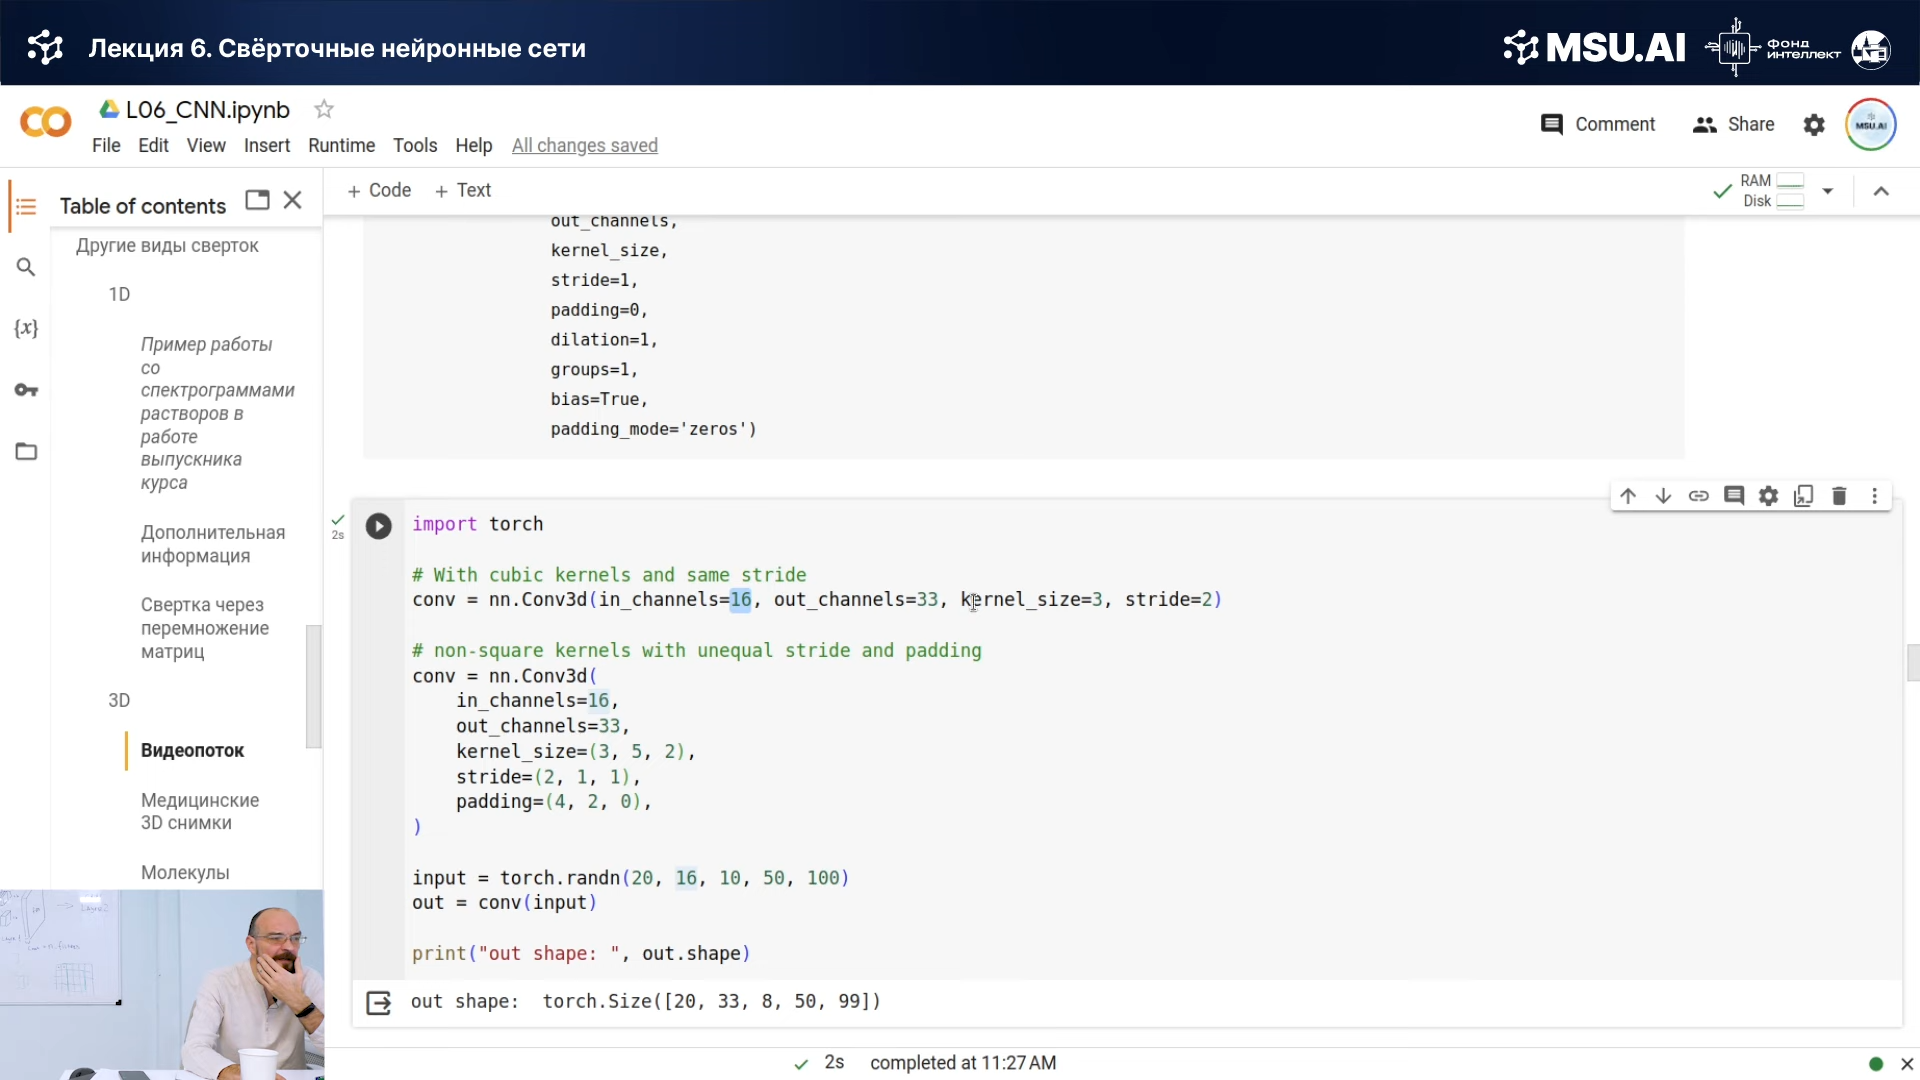 Лекция 6. Свёрточные нейронные сети
MSU.AI
ФОНД
ИНТЕЛЛЕКТ
L06_CNN.ipynb
File Edit View Insert Runtime Tools Help All changes saved
Comment
Share
MSU.AI
Table of contents
+ Code + Text
RAM
Disk
Другие виды сверток
1D
Пример работы
со
спектрограммами
растворов в
работе
выпускника
курса
Дополнительная
информация
Свертка через
перемножение
матриц
3D
Видеопоток
Медицинские
3D снимки
Молекулы
{x}
out_channels,
kernel_size,
stride=1,
padding=0,
dilation=1,
groups=1,
bias=True,
padding_mode='zeros')
2s
import torch
# With cubic kernels and same stride
conv = nn.Conv3d(in_channels=16, out_channels=33, kernel_size=3, stride=2)
# non-square kernels with unequal stride and padding
conv = nn.Conv3d(
in_channels=16,
out_channels=33,
kernel_size=(3, 5, 2),
stride=(2, 1, 1),
padding=(4, 2, 0),
)
input = torch.randn(20, 16, 10, 50, 100)
out = conv(input)
print("out shape: ", out.shape)
out shape:  torch.Size([20, 33, 8, 50, 99])
2s completed at 11:27 AM